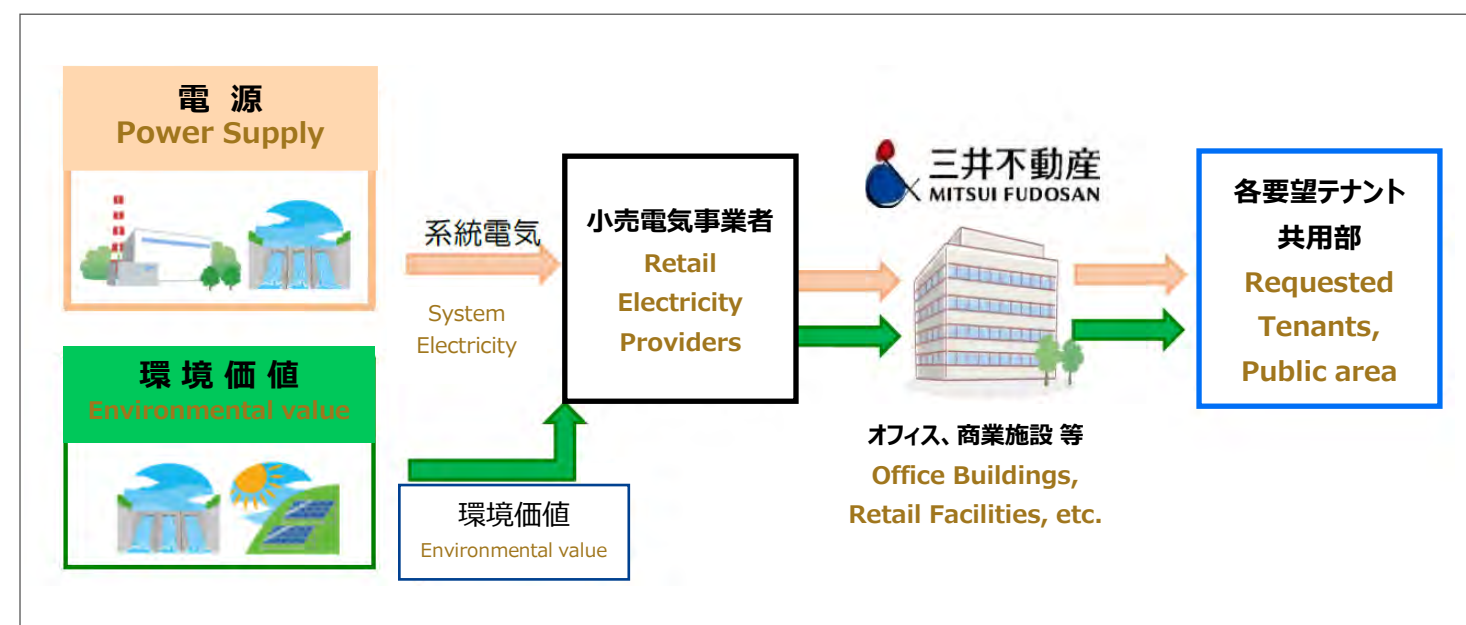 電 源
Power Supply
環 境 価 値
Environmental value
系統電気
System
Electricity
環境価値
Environmental value
小売電気事業者
Retail
Electricity
Providers
三井不動産
MITSUI FUDOSAN
オフィス、商業施設 等
Office Buildings,
Retail Facilities, etc.
各要望テナント
共用部
Requested
Tenants,
Public area